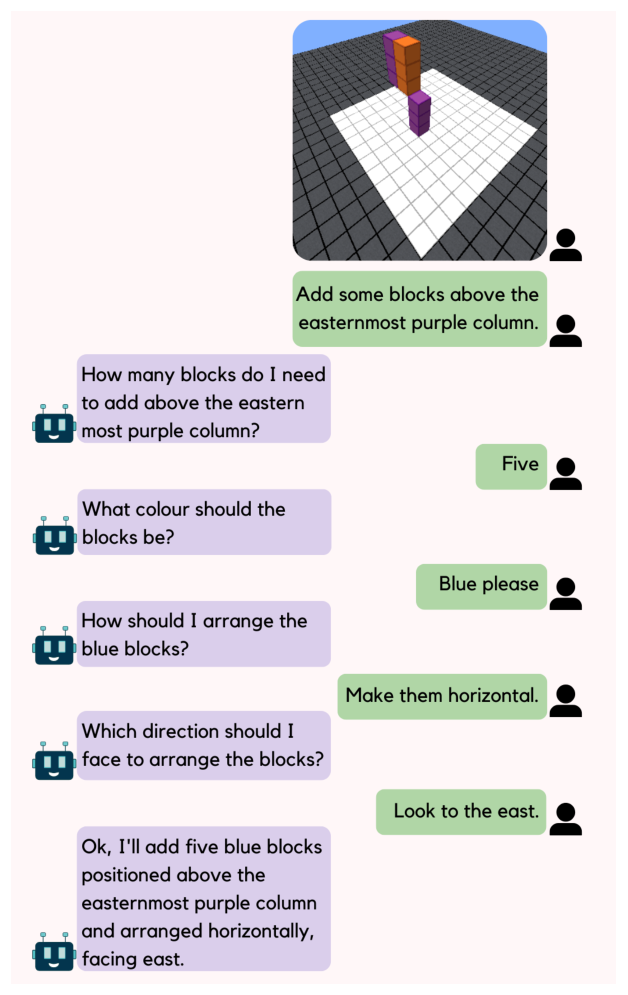 Add some blocks above the
easternmost purple column.
How many blocks do I need
to add above the eastern
most purple column?
Five
What colour should the
blocks be?
Blue please
How should I arrange the
blue blocks?
Make them horizontal.
Which direction should I
face to arrange the blocks?
Look to the east.
Ok, I'll add five blue blocks
positioned above the
easternmost purple column
and arranged horizontally,
facing east.